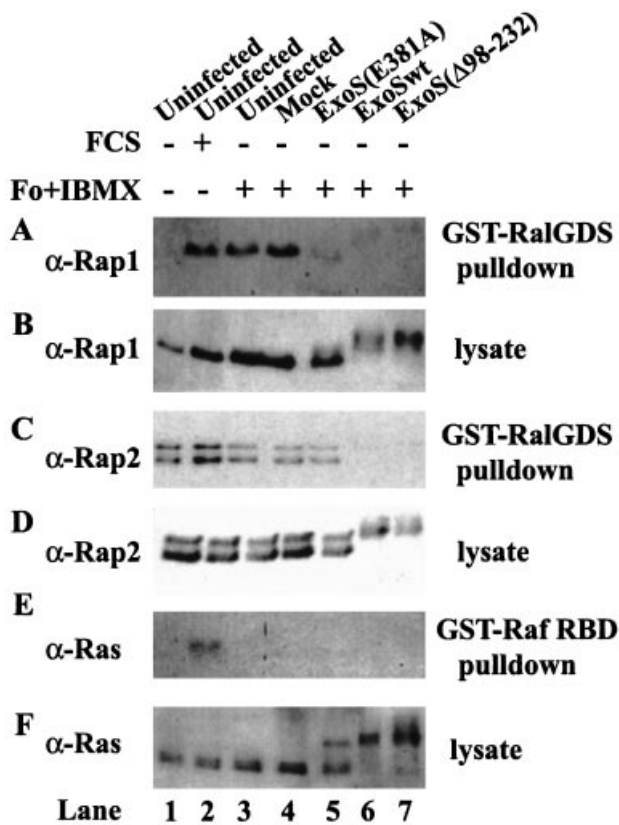 Uninfected Uninfected Uninfected Mock ExoS(E381A) ExoSwt ExoS(Δ98-232)
FCS - + - - - - -
Fo+IBMX - - + + + + +
A α-Rap1 GST-RalGDS pulldown
B α-Rap1 lysate
C α-Rap2 GST-RalGDS pulldown
D α-Rap2 lysate
E α-Ras GST-Raf RBD pulldown
F α-Ras lysate
Lane 1 2 3 4 5 6 7